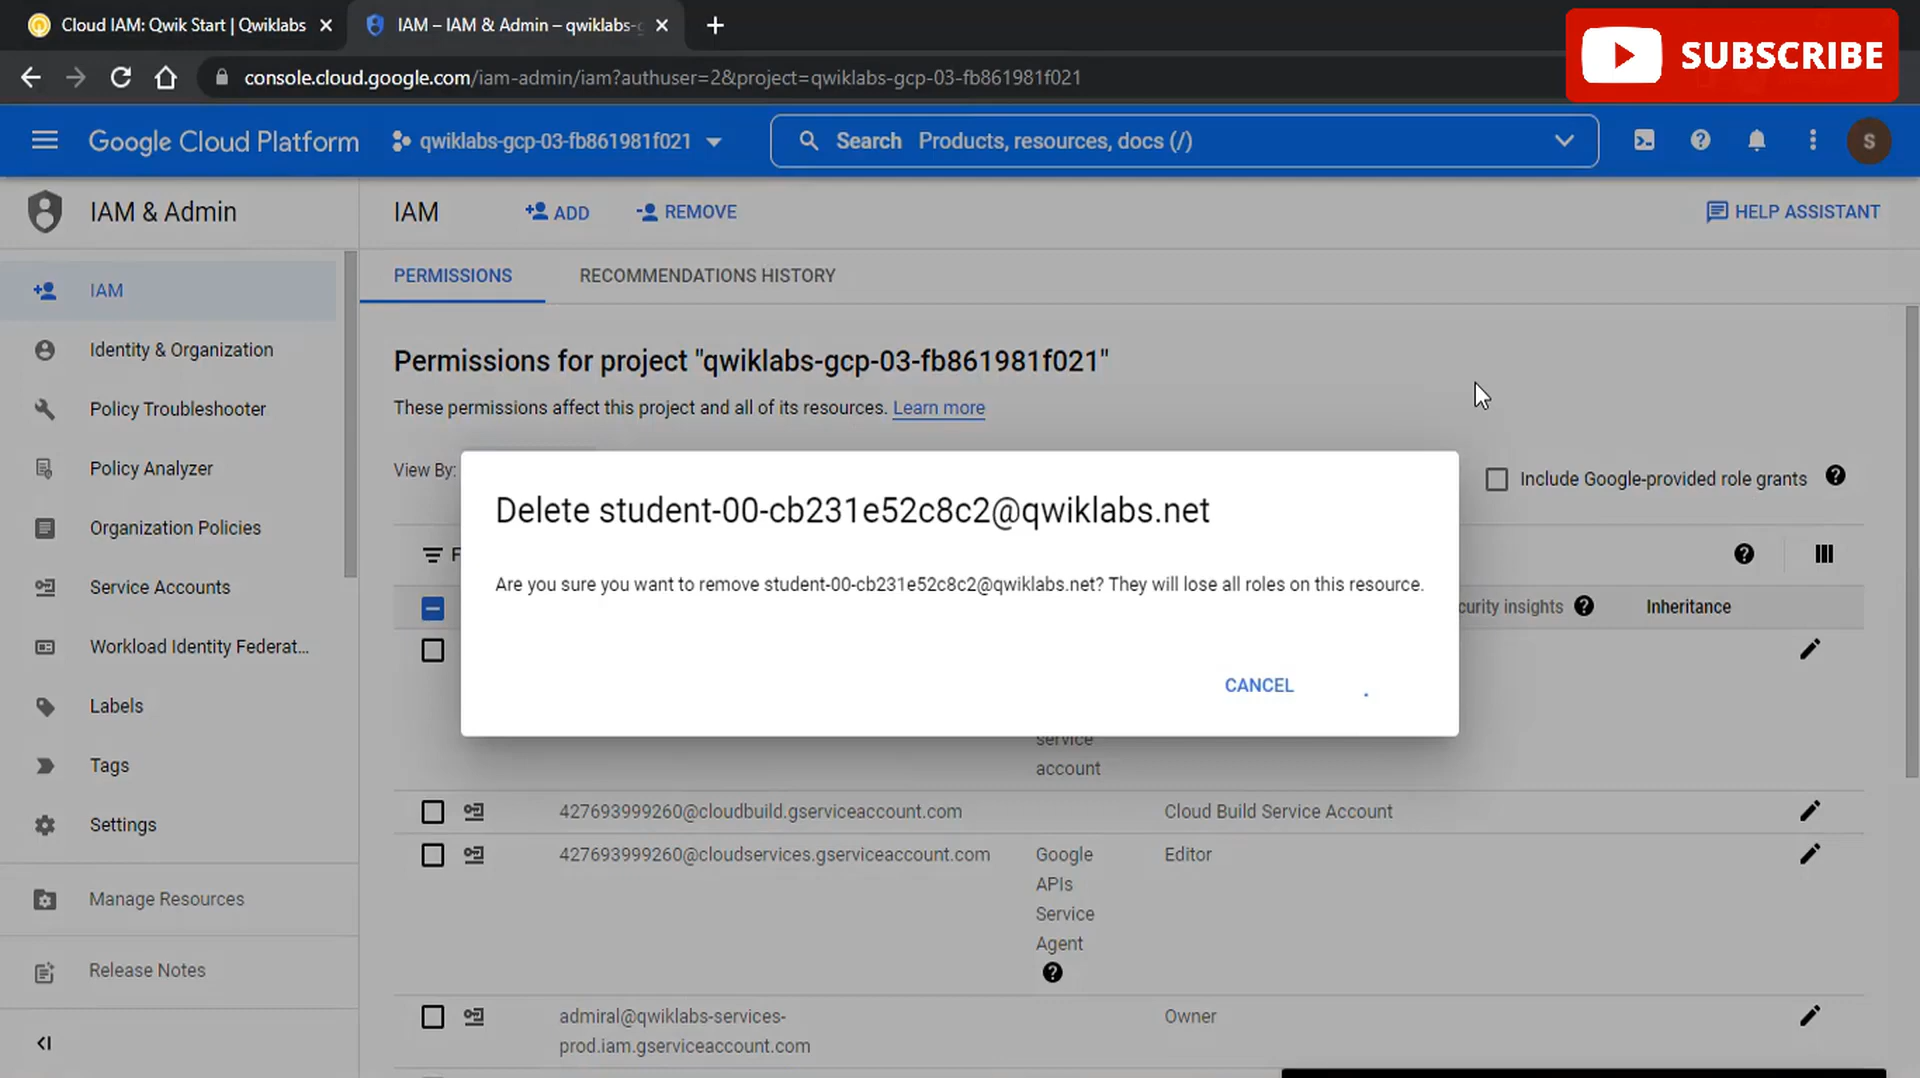 Cloud IAM: Qwik Start | Qwiklabs
IAM – IAM & Admin – qwiklabs-
SUBSCRIBE
console.cloud.google.com/iam-admin/iam?authuser=2&project=qwiklabs-gcp-03-fb861981f021
Google Cloud Platform
qwiklabs-gcp-03-fb861981f021
Search Products, resources, docs (/)
S
IAM & Admin
IAM
ADD
REMOVE
HELP ASSISTANT
IAM
PERMISSIONS
RECOMMENDATIONS HISTORY
Identity & Organization
Policy Troubleshooter
Policy Analyzer
Organization Policies
Service Accounts
Workload Identity Federat...
Labels
Tags
Settings
Manage Resources
Release Notes
Permissions for project "qwiklabs-gcp-03-fb861981f021"
These permissions affect this project and all of its resources. Learn more
View By:
Include Google-provided role grants
Delete student-00-cb231e52c8c2@qwiklabs.net
Are you sure you want to remove student-00-cb231e52c8c2@qwiklabs.net? They will lose all roles on this resource.
CANCEL
F
curity insights
Inheritance
service
account
427693999260@cloudbuild.gserviceaccount.com
Cloud Build Service Account
427693999260@cloudservices.gserviceaccount.com
Google
APIs
Service
Agent
Editor
admiral@qwiklabs-services-
prod.iam.gserviceaccount.com
Owner